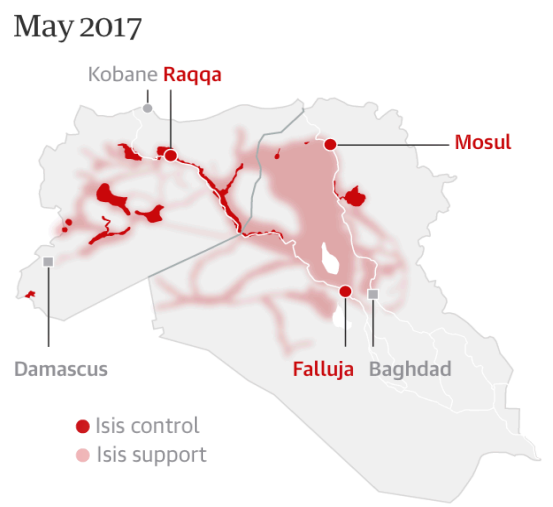 May 2017
Kobane Raqqa
Mosul
Damascus
Falluja Baghdad
Isis control
Isis support